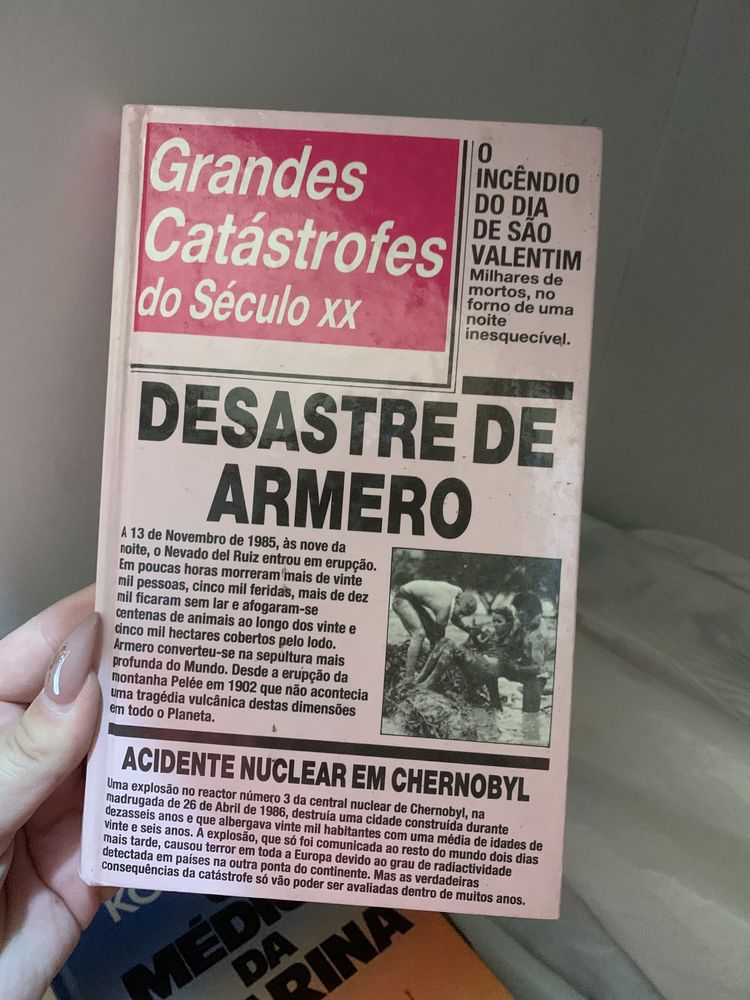 Grandes
Catástrofes
do Século XX
O
INCÊNDIO
DO DIA
DE SÃO
VALENTIM
Milhares de
mortos, no
forno de uma
noite
inesquecível.
DESASTRE DE
ARMERO
A 13 de Novembro de 1985, às nove da
noite, o Nevado del Ruiz entrou em erupção.
Em poucas horas morreram mais de vinte
mil pessoas, cinco mil feridas, mais de dez
mil ficaram sem lar e afogaram-se
centenas de animais ao longo dos vinte e
cinco mil hectares cobertos pelo lodo.
Armero converteu-se na sepultura mais
profunda do Mundo. Desde a erupção da
montanha Pelée em 1902 que não acontecia
uma tragédia vulcânica destas dimensões
em todo o Planeta.
ACIDENTE NUCLEAR EM CHERNOBYL
Uma explosão no reactor número 3 da central nuclear de Chernobyl, na
madrugada de 26 de Abril de 1986, destruía uma cidade construída durante
dezasseis anos e que albergava vinte mil habitantes com uma média de idades de
vinte e seis anos. A explosão, que só foi comunicada ao resto do mundo dois dias
mais tarde, causou terror em toda a Europa devido ao grau de radiactividade
detectada em países na outra ponta do continente. Mas as verdadeiras
consequências da catástrofe só vão poder ser avaliadas dentro de muitos anos.
MÉDIC
DA
ARINA